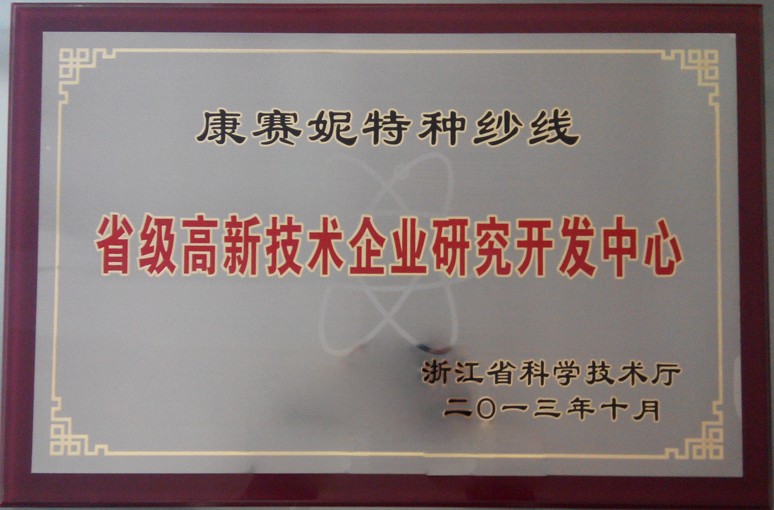 康赛妮特种纱线
省级高新技术企业研究开发中心
浙江省科学技术厅
二〇一三年十月